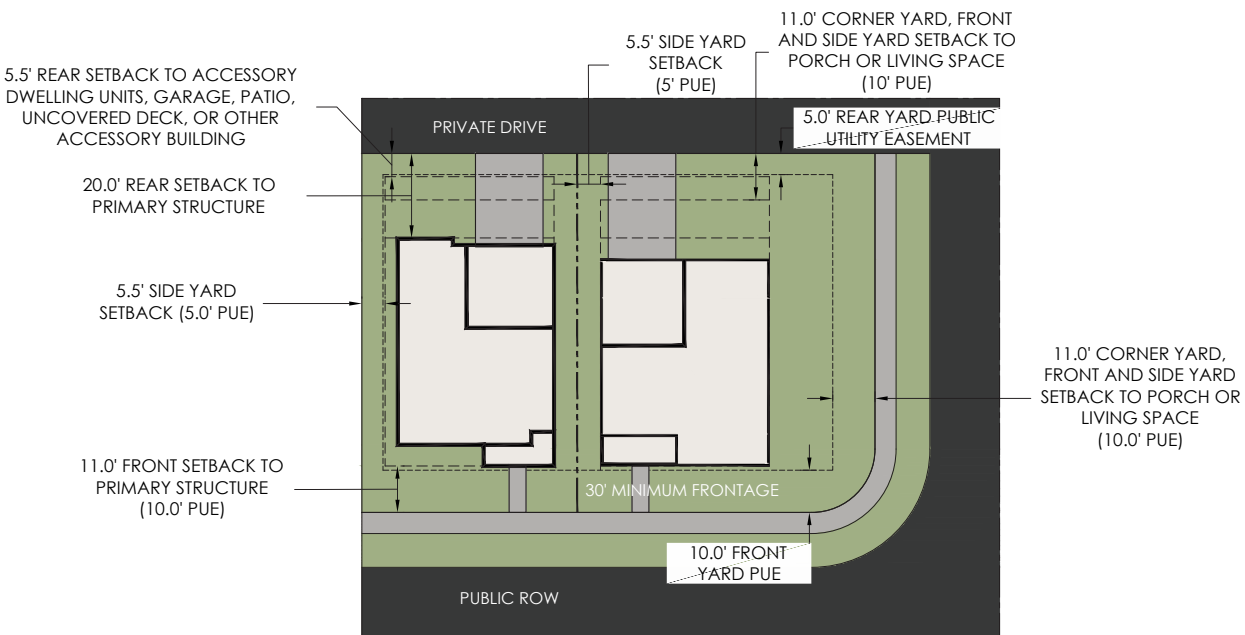 11.0' CORNER YARD, FRONT
AND SIDE YARD SETBACK TO
PORCH OR LIVING SPACE
(10' PUE)
5.5' SIDE YARD
SETBACK
(5' PUE)
5.5' REAR SETBACK TO ACCESSORY
DWELLING UNITS, GARAGE, PATIO,
UNCOVERED DECK, OR OTHER
ACCESSORY BUILDING
PRIVATE DRIVE
5.0' REAR YARD PUBLIC
UTILITY EASEMENT
20.0' REAR SETBACK TO
PRIMARY STRUCTURE
5.5' SIDE YARD
SETBACK (5.0' PUE)
11.0' CORNER YARD,
FRONT AND SIDE YARD
SETBACK TO PORCH OR
LIVING SPACE
(10.0' PUE)
11.0' FRONT SETBACK TO
PRIMARY STRUCTURE
(10.0' PUE)
30' MINIMUM FRONTAGE
10.0' FRONT
YARD PUE
PUBLIC ROW